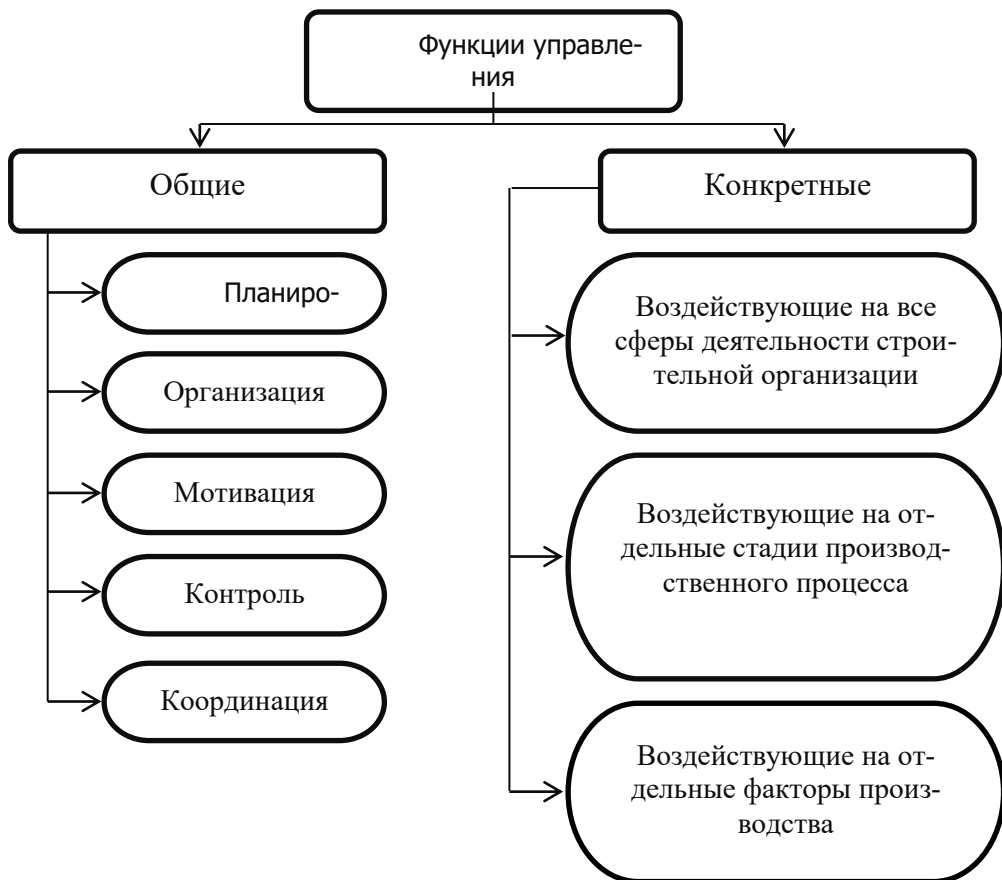 Функции управле-
ния
Общие
Планиро-
Организация
Мотивация
Контроль
Координация
Конкретные
Воздействующие на все
сферы деятельности строи-
тельной организации
Воздействующие на от-
дельные стадии производ-
ственного процесса
Воздействующие на от-
дельные факторы произ-
водства